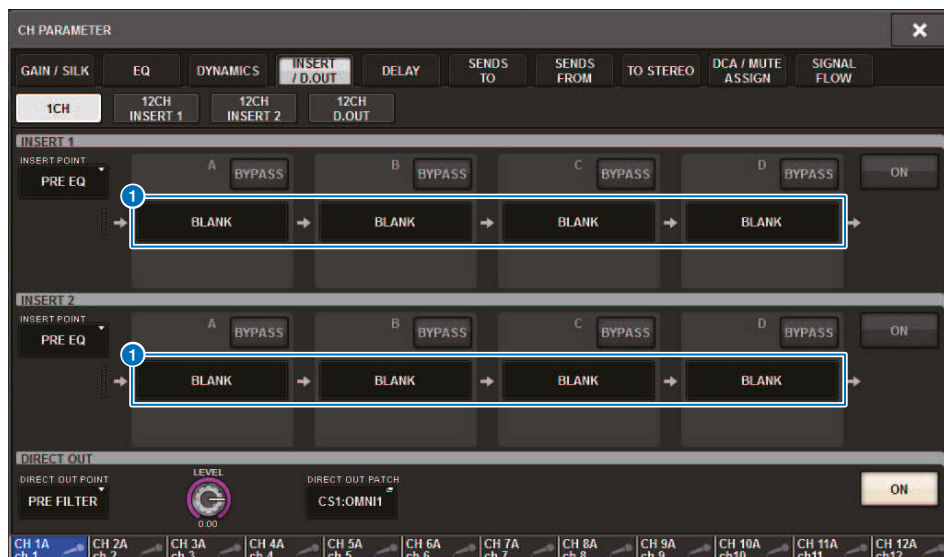 CH PARAMETER
GAIN / SILK EQ DYNAMICS INSERT / D.OUT DELAY SENDS TO SENDS FROM TO STEREO DCA / MUTE ASSIGN SIGNAL FLOW
1CH 12CH INSERT 1 12CH INSERT 2 12CH D.OUT
INSERT 1
INSERT POINT
PRE EQ
A BYPASS B BYPASS C BYPASS D BYPASS ON
1
BLANK BLANK BLANK BLANK
INSERT 2
INSERT POINT
PRE EQ
A BYPASS B BYPASS C BYPASS D BYPASS ON
1
BLANK BLANK BLANK BLANK
DIRECT OUT
DIRECT OUT POINT
PRE FILTER
LEVEL
0.00
DIRECT OUT PATCH
CS1:OMNI1
ON
CH 1A CH 2A CH 3A CH 4A CH 5A CH 6A CH 7A CH 8A CH 9A CH 10A CH 11A CH 12A
ch 1 ch 2 ch 3 ch 4 ch 5 ch 6 ch 7 ch 8 ch 9 ch10 ch11 ch12